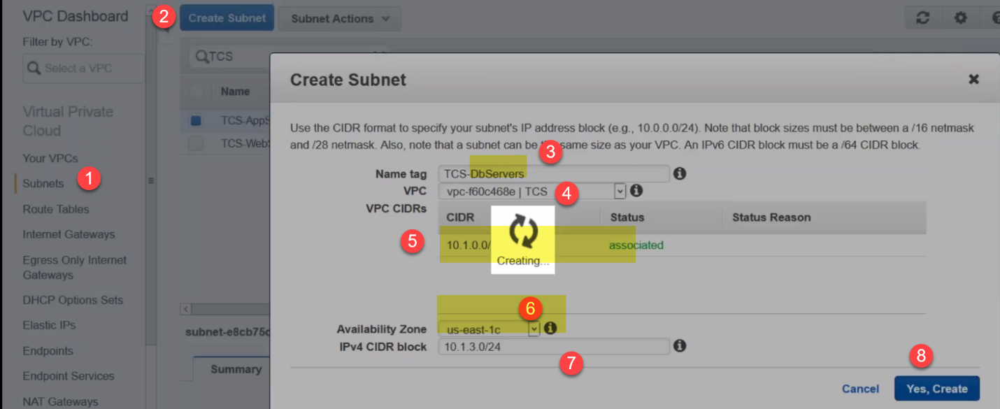 VPC Dashboard
Filter by VPC:
Select a VPC
Virtual Private
Cloud
Your VPCs
Subnets
1
Route Tables
Internet Gateways
Egress Only Internet
Gateways
DHCP Options Sets
Elastic IPs
Endpoints
Endpoint Services
NAT Gateways
2
Create Subnet
Subnet Actions
TCS
Name
TCS-AppS
TCS-WebS
subnet-e8cb75c
Summary
Create Subnet
Use the CIDR format to specify your subnet's IP address block (e.g., 10.0.0.0/24). Note that block sizes must be between a /16 netmask
and /28 netmask. Also, note that a subnet can be the same size as your VPC. An IPv6 CIDR block must be a /64 CIDR block.
3
Name tag TCS-DbServers
VPC vpc-f60c468e | TCS 4
VPC CIDRs
CIDR Status Status Reason
5 10.1.0.0/ associated
Creating...
6
Availability Zone us-east-1c
IPv4 CIDR block 10.1.3.0/24
7
8
Cancel Yes, Create